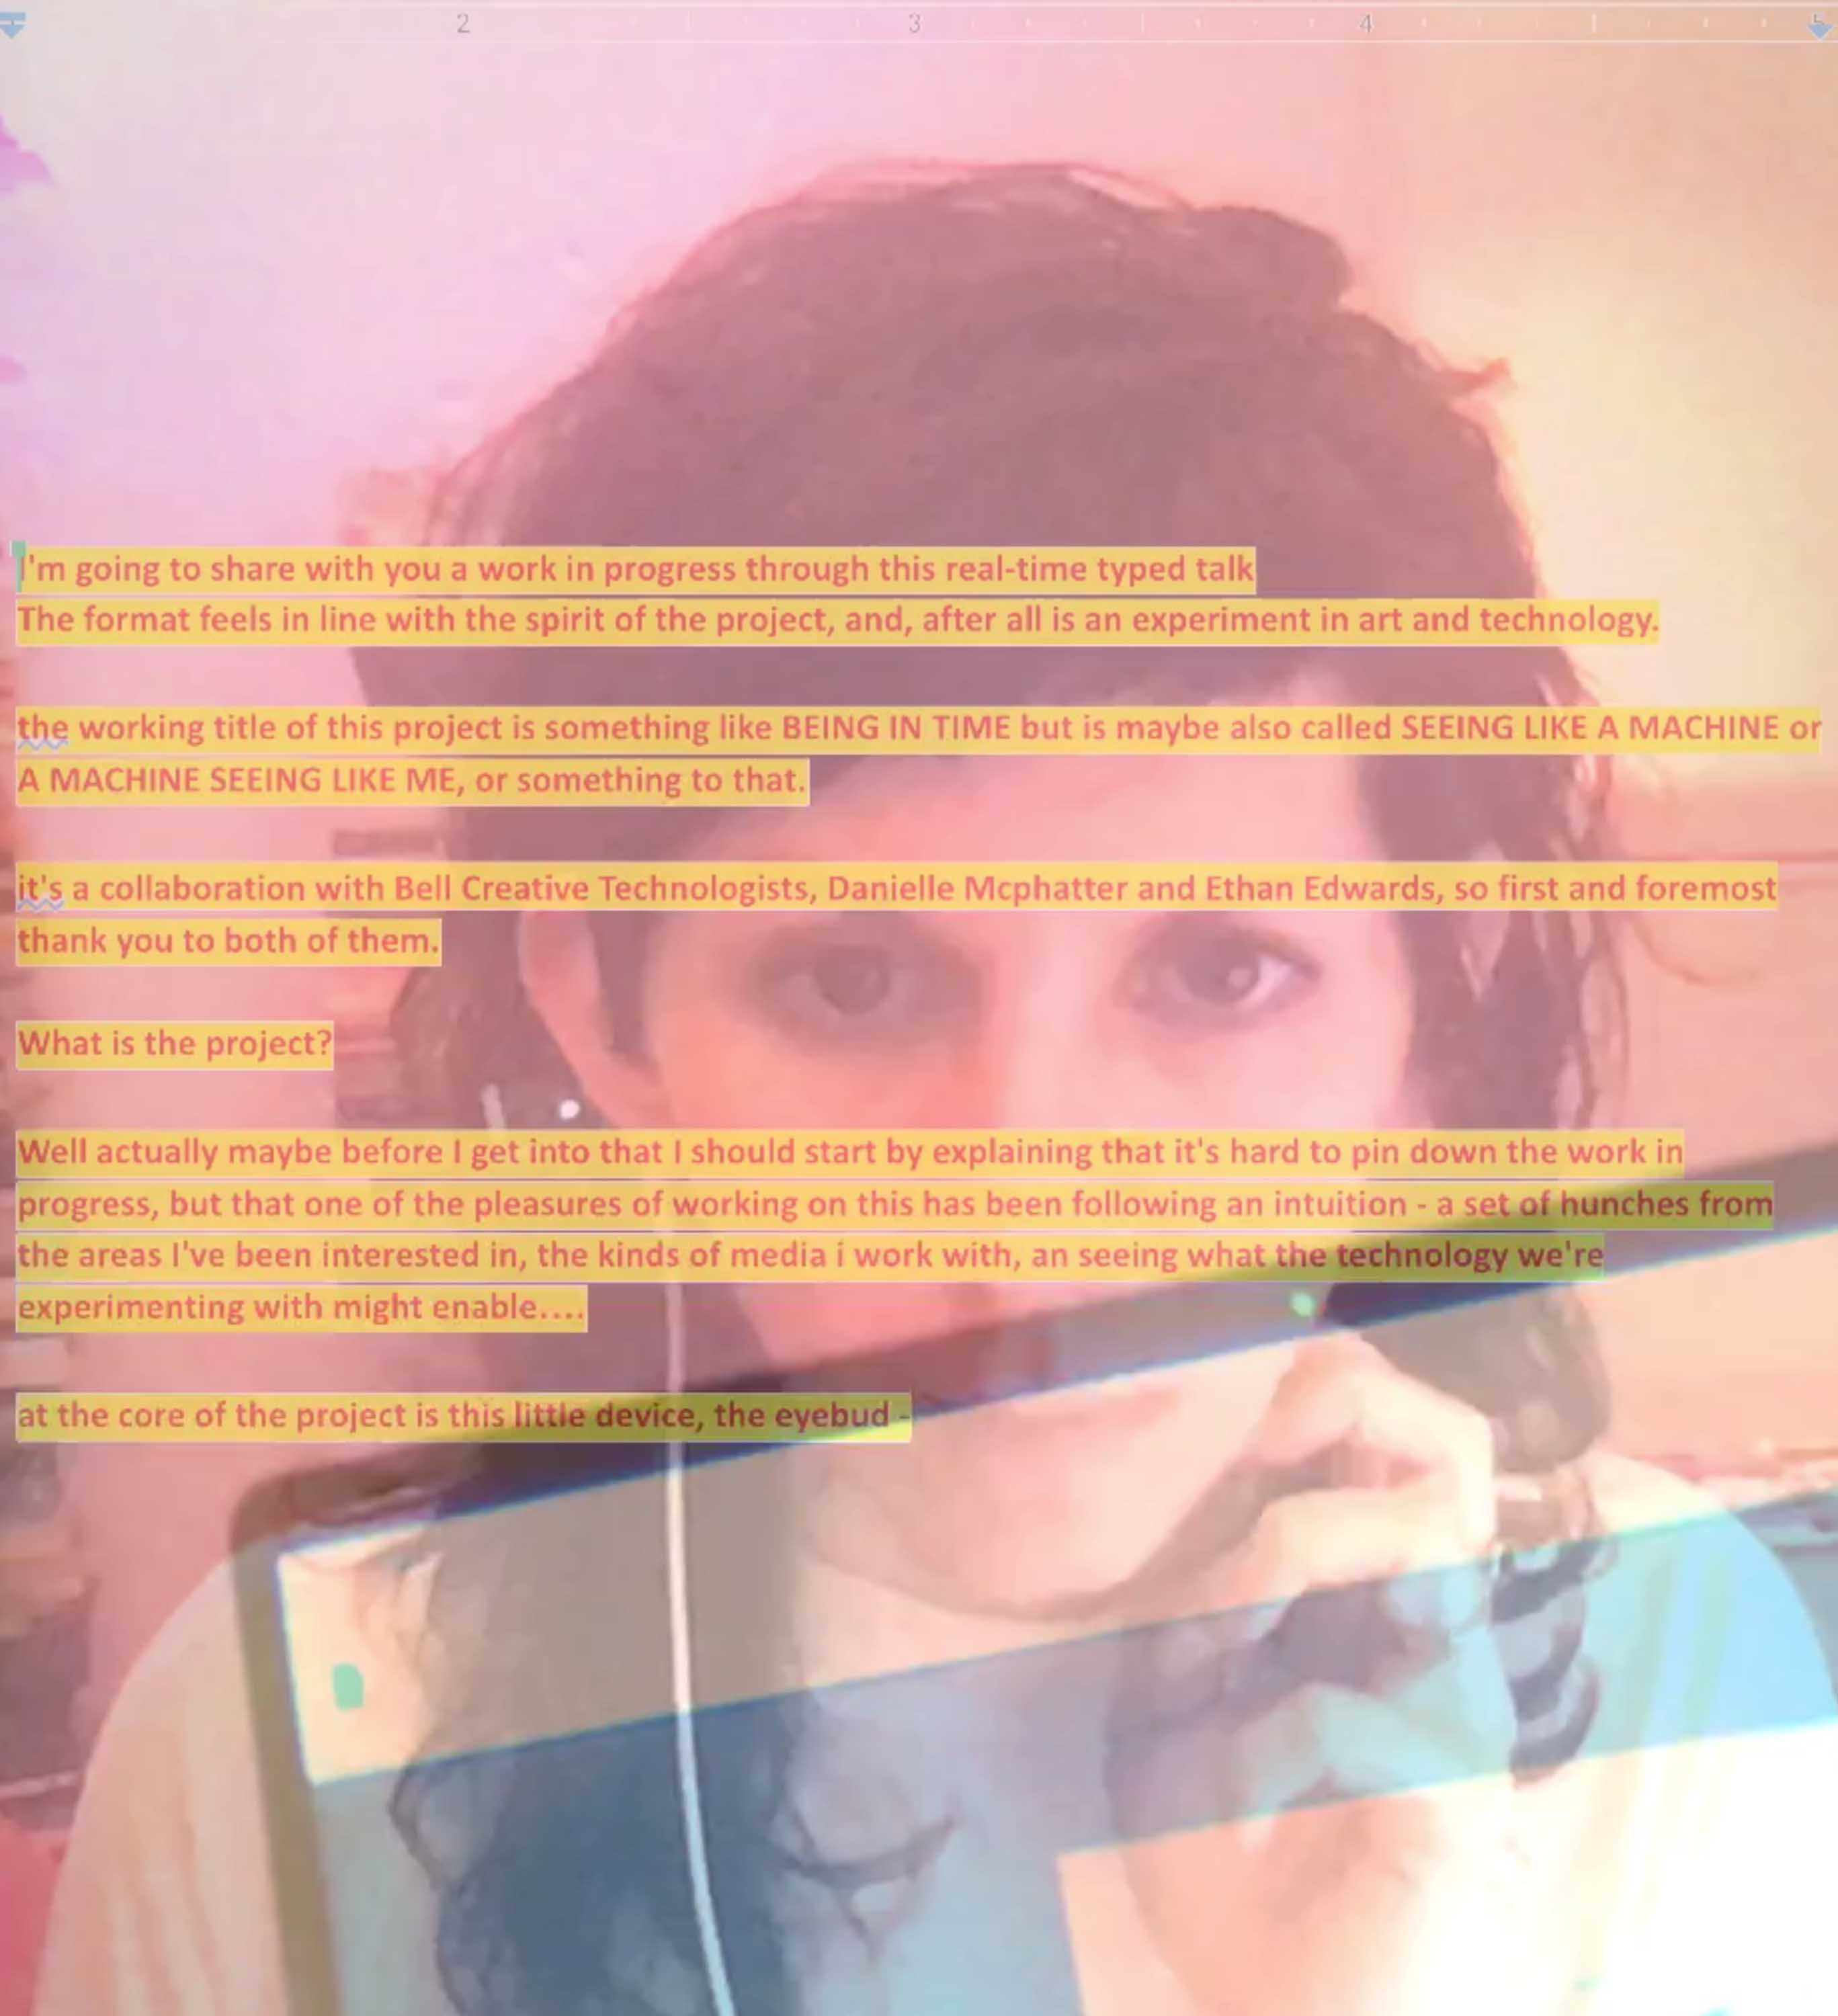 2 3 4 5
I'm going to share with you a work in progress through this real-time typed talk
The format feels in line with the spirit of the project, and, after all is an experiment in art and technology.
the working title of this project is something like BEING IN TIME but is maybe also called SEEING LIKE A MACHINE or
A MACHINE SEEING LIKE ME, or something to that.
it's a collaboration with Bell Creative Technologists, Danielle Mcphatter and Ethan Edwards, so first and foremost
thank you to both of them.
What is the project?
Well actually maybe before I get into that I should start by explaining that it's hard to pin down the work in
progress, but that one of the pleasures of working on this has been following an intuition - a set of hunches from
the areas I've been interested in, the kinds of media i work with, an seeing what the technology we're
experimenting with might enable....
at the core of the project is this little device, the eyebud -